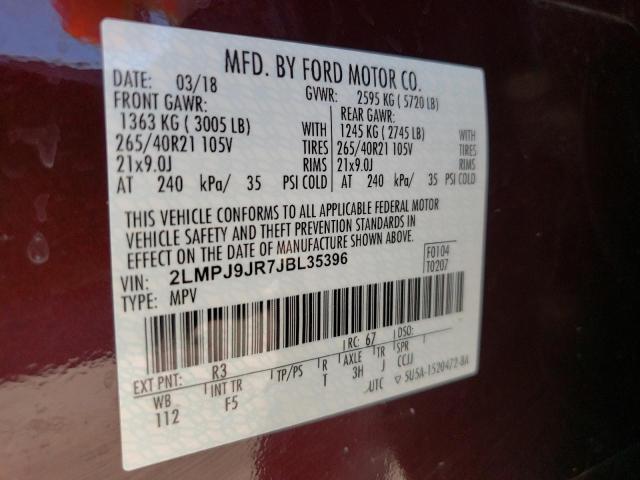 MFD. BY FORD MOTOR CO.
DATE: 03/18 GVWR: 2595 KG ( 5720 LB)
FRONT GAWR: REAR GAWR:
1363 KG ( 3005 LB) WITH 1245 KG ( 2745 LB) WITH
265/40R21 105V TIRES 265/40R21 105V TIRES
21x9.0J RIMS 21x9.0J RIMS
AT 240 kPa/ 35 PSI COLD AT 240 kPa/ 35 PSI COLD
THIS VEHICLE CONFORMS TO ALL APPLICABLE FEDERAL MOTOR
VEHICLE SAFETY AND THEFT PREVENTION STANDARDS IN
EFFECT ON THE DATE OF MANUFACTURE SHOWN ABOVE.
VIN: 2LMPJ9JR7JBL35396 F0104
TYPE: MPV T0207
EXT PNT: R3 RC: 67 DSO:
WB INT TR TP/PS R AXLE TR SPR
112 F5 T 3H J CCJJ
UTC ▽ 5U5A-1520472-BA